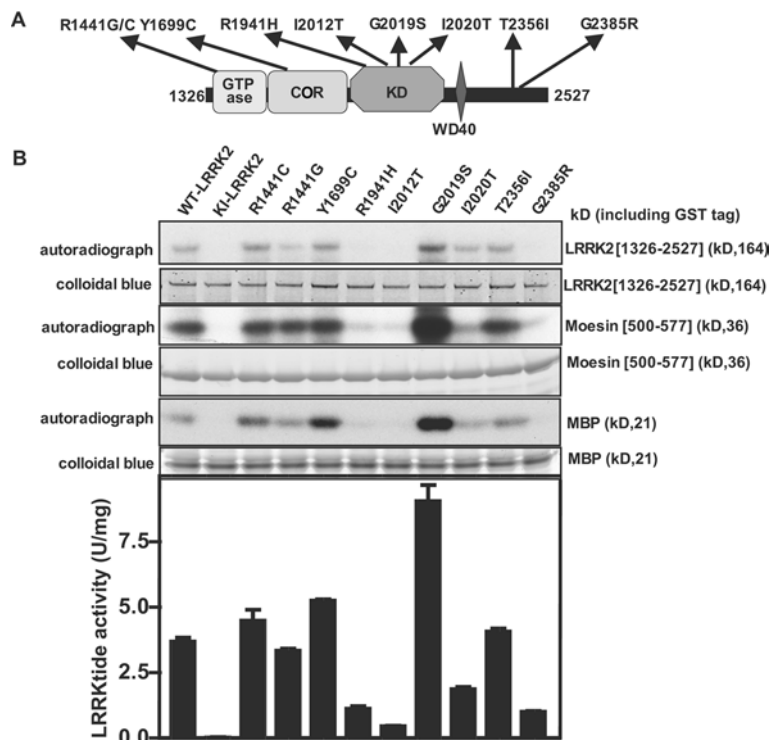 A
R1441G/C Y1699C R1941H I2012T G2019S I2020T T2356I G2385R
1326 GTP ase COR KD 2527
WD40
B
WT-LRRK2 KI-LRRK2 R1441C R1441G Y1699C R1941H I2012T G2019S I2020T T2356I G2385R
kD (including GST tag)
autoradiograph LRRK2[1326-2527] (kD,164)
colloidal blue LRRK2[1326-2527] (kD,164)
autoradiograph Moesin [500-577] (kD,36)
colloidal blue Moesin [500-577] (kD,36)
autoradiograph MBP (kD,21)
colloidal blue MBP (kD,21)
LRRKtide activity (U/mg)
7.5
5.0
2.5
0.0